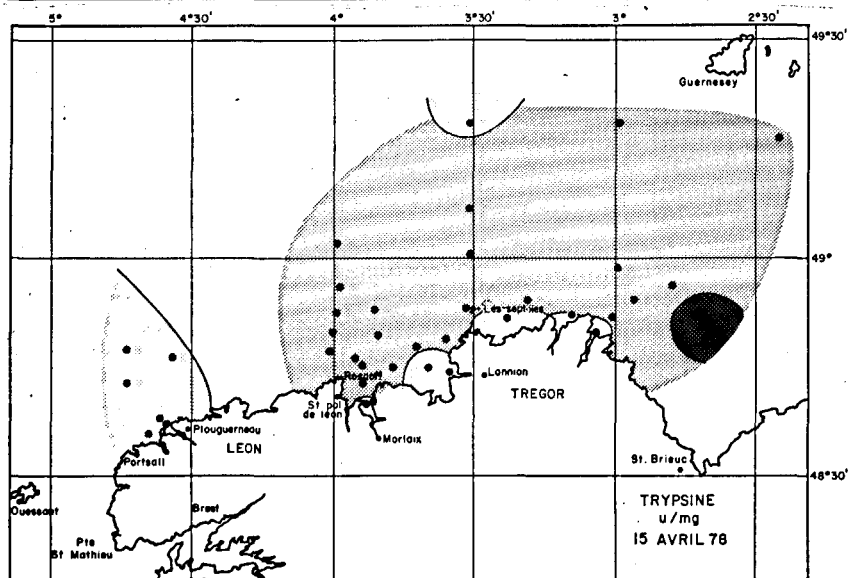 5° 4°30' 4° 3°30' 3° 2°30'
49°30'
Guernesey
49°
Les-sept-iles
Roscoff
Lannion
St. pol
de léon
TREGOR
Plouguerneau
LEON
Morlaix
Portsall
St. Brieuc
48°30'
Ouessant
Brest
TRYPSINE
u/mg
15 AVRIL 78
Pte
St Mathieu